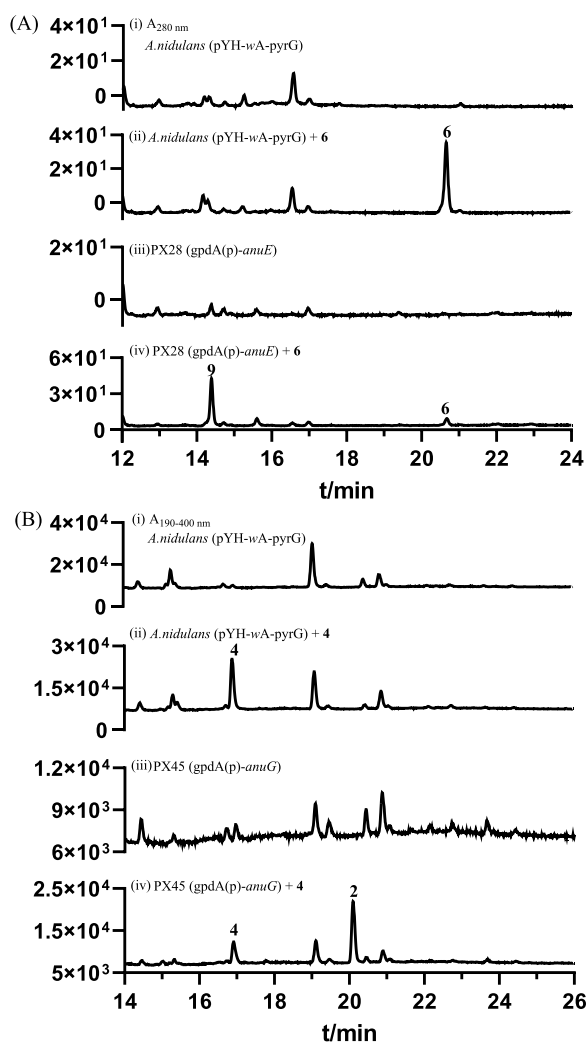 (A)
4×10¹
2×10¹
0
(i) A280 nm
A.nidulans (pYH-wA-pyrG)
4×10¹
2×10¹
0
(ii) A.nidulans (pYH-wA-pyrG) + 6
6
2×10¹
0
(iii)PX28 (gpdA(p)-anuE)
6×10¹
3×10¹
0
(iv) PX28 (gpdA(p)-anuE) + 6
9
6
12 14 16 18 20 22 24
t/min
(B)
4×10⁴
2×10⁴
0
(i) A190-400 nm
A.nidulans (pYH-wA-pyrG)
3×10⁴
1.5×10⁴
0
(ii) A.nidulans (pYH-wA-pyrG) + 4
4
1.2×10⁴
9×10³
6×10³
(iii)PX45 (gpdA(p)-anuG)
2.5×10⁴
1.5×10⁴
5×10³
(iv) PX45 (gpdA(p)-anuG) + 4
4
2
14 16 18 20 22 24 26
t/min